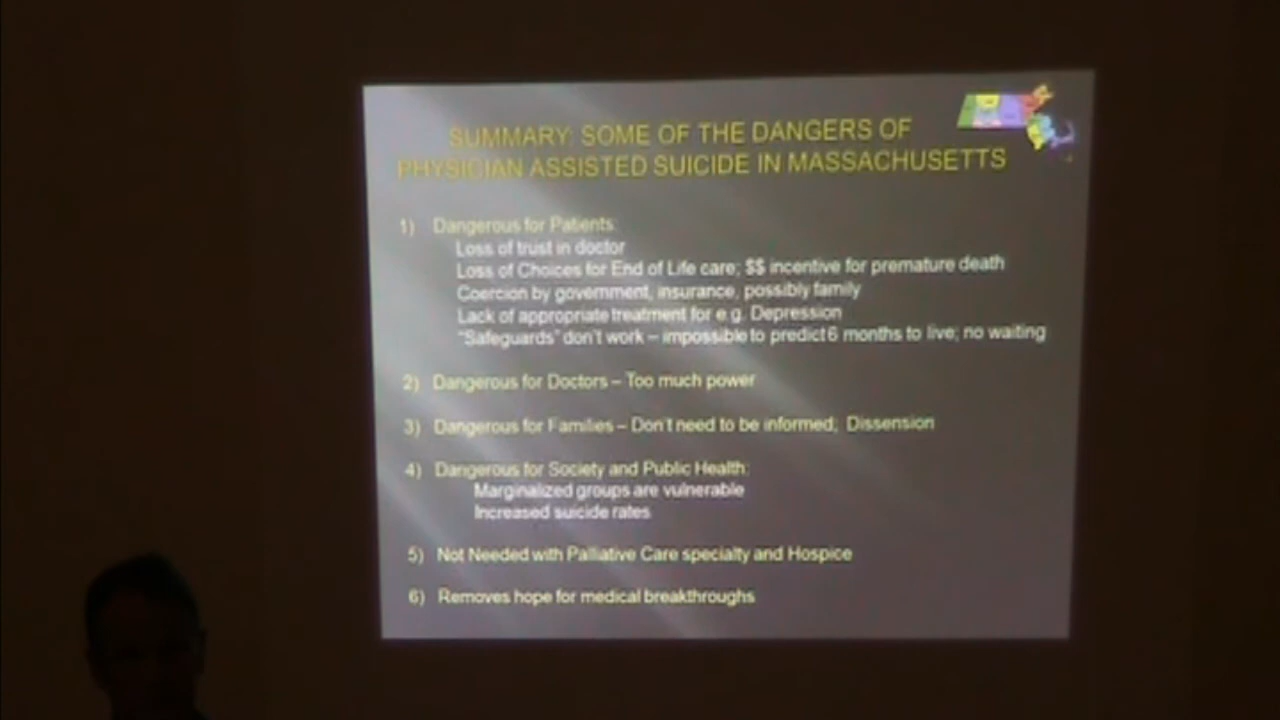 SUMMARY: SOME OF THE DANGERS OF
PHYSICIAN ASSISTED SUICIDE IN MASSACHUSETTS
1) Dangerous for Patients:
Loss of trust in doctor
Loss of Choices for End of Life care; $$ incentive for premature death
Coercion by government, insurance, possibly family
Lack of appropriate treatment for e.g. Depression
"Safeguards" don't work – impossible to predict 6 months to live; no waiting
2) Dangerous for Doctors – Too much power
3) Dangerous for Families – Don't need to be informed; Dissension
4) Dangerous for Society and Public Health:
Marginalized groups are vulnerable
Increased suicide rates
5) Not Needed with Palliative Care specialty and Hospice
6) Removes hope for medical breakthroughs